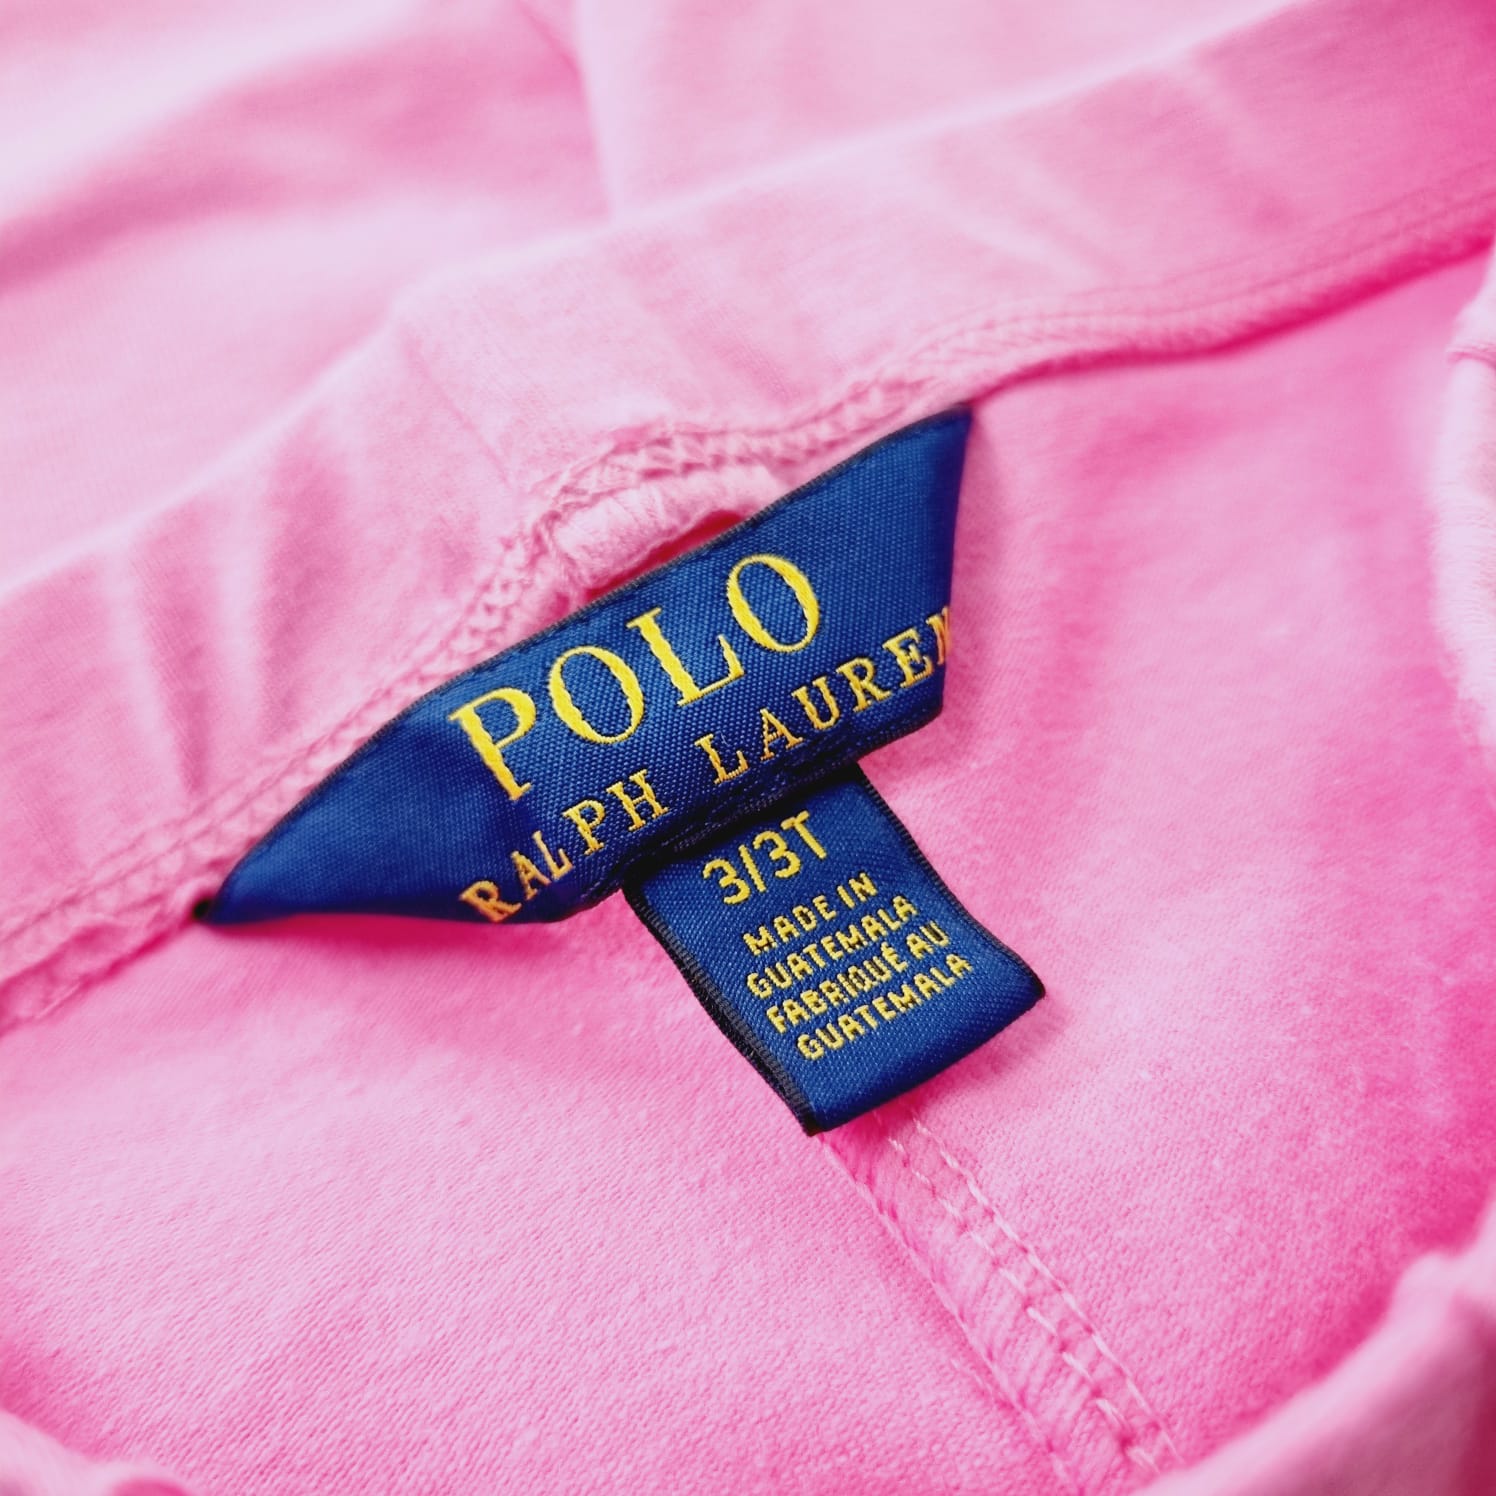 POLO
RALPH LAUREN
3/3T
MADE IN
GUATEMALA
FABRIQUÉ AU
GUATEMALA